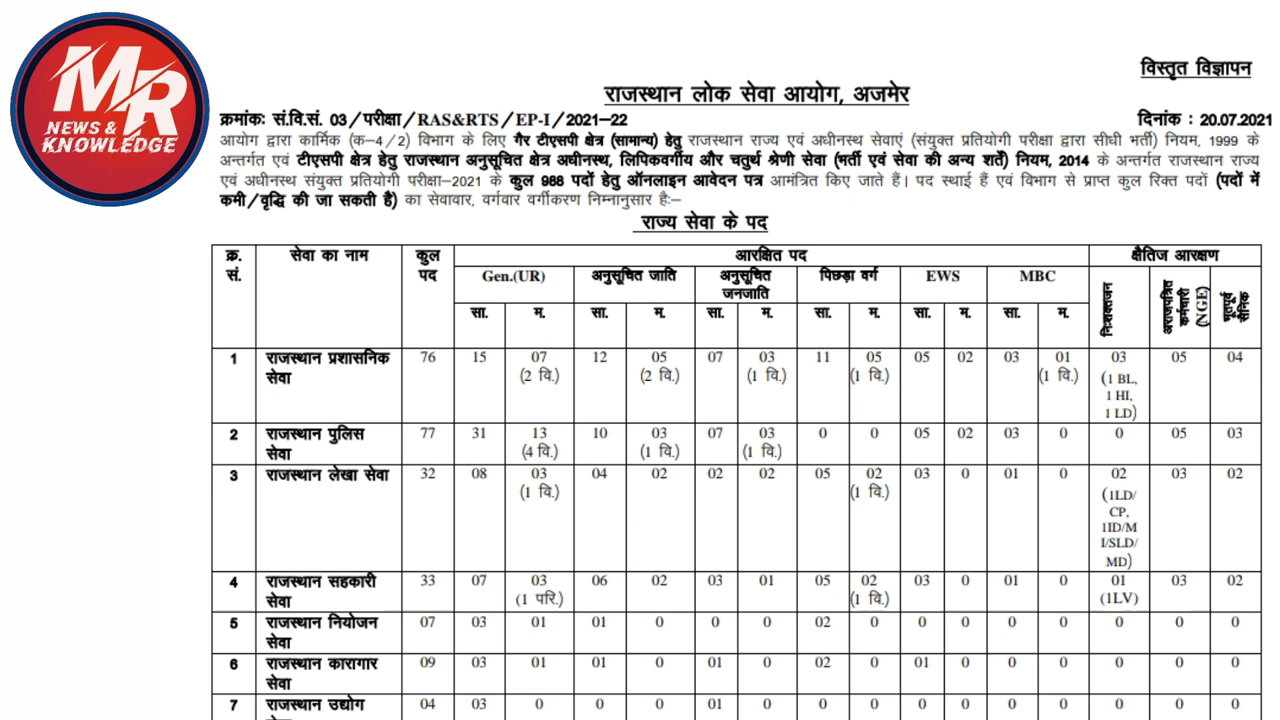 MR
NEWS &
KNOWLEDGE
विस्तृत विज्ञापन
राजस्थान लोक सेवा आयोग, अजमेर
क्रमांकः सं.वि.सं. 03/परीक्षा/RAS&RTS/EP-I/2021-22 दिनांक : 20.07.2021
आयोग द्वारा कार्मिक (क-4/2) विभाग के लिए गैर टीएसपी क्षेत्र (सामान्य) हेतु राजस्थान राज्य एवं अधीनस्थ सेवाएं (संयुक्त प्रतियोगी परीक्षा द्वारा सीधी भर्ती) नियम, 1999 के
अन्तर्गत एवं टीएसपी क्षेत्र हेतु राजस्थान अनुसूचित क्षेत्र अधीनस्थ, लिपिकवर्गीय और चतुर्थ श्रेणी सेवा (भर्ती एवं सेवा की अन्य शर्तें) नियम, 2014 के अन्तर्गत राजस्थान राज्य
एवं अधीनस्थ संयुक्त प्रतियोगी परीक्षा-2021 के कुल 988 पदों हेतु ऑनलाइन आवेदन पत्र आमंत्रित किए जाते हैं। पद स्थाई हैं एवं विभाग से प्राप्त कुल रिक्त पदों (पदों में
कमी/वृद्धि की जा सकती है) का सेवावार, वर्गवार वर्गीकरण निम्नानुसार है:-
राज्य सेवा के पद
क्र. सेवा का नाम कुल आरक्षित पद क्षैतिज आरक्षण
सं. पद Gen.(UR) अनुसूचित जाति अनुसूचित पिछड़ा वर्ग EWS MBC निःशक्तजन अराजपत्रित कर्मचारी (NGE) भूतपूर्व सैनिक
जनजाति
सा. म. सा. म. सा. म. सा. म. सा. म. सा. म.
1 राजस्थान प्रशासनिक 76 15 07 12 05 07 03 11 05 05 02 03 01 03 05 04
सेवा (2 वि.) (2 वि.) (1 वि.) (1 वि.) (1 वि.) (1 BL,
1 HI,
1 LD)
2 राजस्थान पुलिस 77 31 13 10 03 07 03 0 0 05 02 03 0 0 05 03
सेवा (4 वि.) (1 वि.) (1 वि.)
3 राजस्थान लेखा सेवा 32 08 03 04 02 02 02 05 02 03 0 01 0 02 03 02
(1 वि.) (1 वि.) (1LD/
CP,
1ID/M
I/SLD/
MD)
4 राजस्थान सहकारी 33 07 03 06 02 03 01 05 02 03 0 01 0 01 03 02
सेवा (1 परि.) (1 वि.) (1LV)
5 राजस्थान नियोजन 07 03 01 01 0 0 0 02 0 0 0 0 0 0 0 0
सेवा
6 राजस्थान कारागार 09 03 01 01 0 01 0 02 0 01 0 0 0 0 0 0
सेवा
7 राजस्थान उद्योग 04 03 0 0 0 01 0 0 0 0 0 0 0 0 0 0